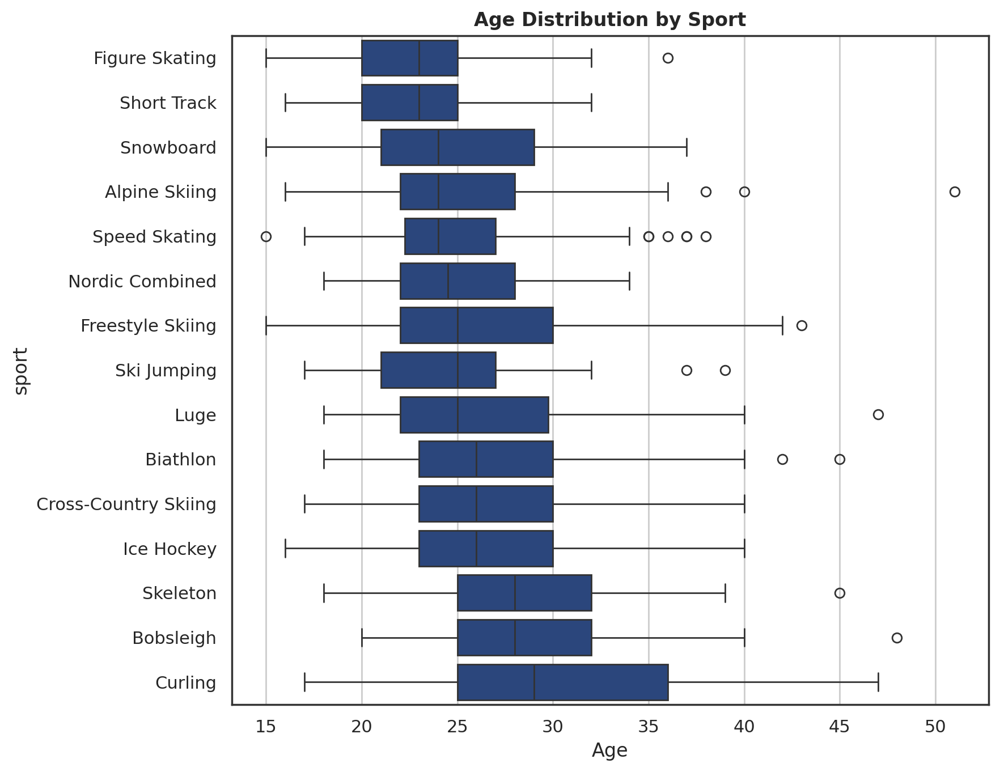 Age Distribution by Sport
Figure Skating
Short Track
Snowboard
Alpine Skiing
Speed Skating
Nordic Combined
Freestyle Skiing
Ski Jumping
Luge
Biathlon
Cross-Country Skiing
Ice Hockey
Skeleton
Bobsleigh
Curling
sport
15 20 25 30 35 40 45 50
Age